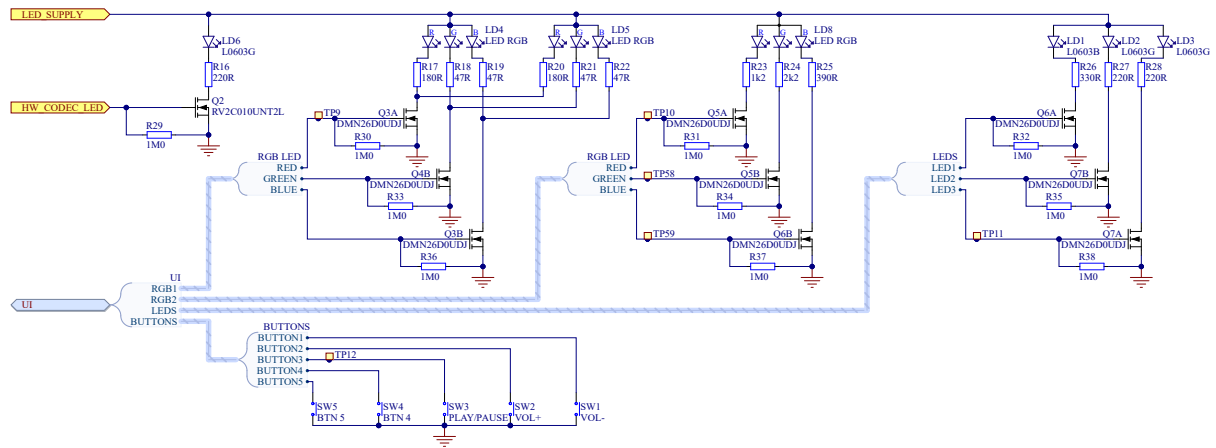 LED_SUPPLY
LD6
L0603G
R16
220R
HW_CODEC_LED
Q2
RV2C010UNT2L
R29
1M0
R
G
B
LD4
LED RGB
R17
180R
R18
47R
R19
47R
R
G
B
LD5
LED RGB
R20
180R
R21
47R
R22
47R
R
G
B
LD8
LED RGB
R23
1k2
R24
2k2
R25
390R
LD1
L0603B
LD2
L0603G
LD3
L0603G
R26
330R
R27
220R
R28
220R
TP9
Q3A
DMN26D0UDJ
R30
1M0
TP10
Q5A
DMN26D0UDJ
R31
1M0
Q6A
DMN26D0UDJ
R32
1M0
RGB LED
RED
GREEN
BLUE
Q4B
DMN26D0UDJ
R33
1M0
Q3B
DMN26D0UDJ
R36
1M0
RGB LED
RED
GREEN
BLUE
TP58
Q5B
DMN26D0UDJ
R34
1M0
TP59
Q6B
DMN26D0UDJ
R37
1M0
LEDS
LED1
LED2
LED3
Q7B
DMN26D0UDJ
R35
1M0
TP11
Q7A
DMN26D0UDJ
R38
1M0
UI
UI
RGB1
RGB2
LEDS
BUTTONS
BUTTONS
BUTTON1
BUTTON2
BUTTON3
BUTTON4
BUTTON5
TP12
SW5
BTN 5
SW4
BTN 4
SW3
PLAY/PAUSE
SW2
VOL+
SW1
VOL-